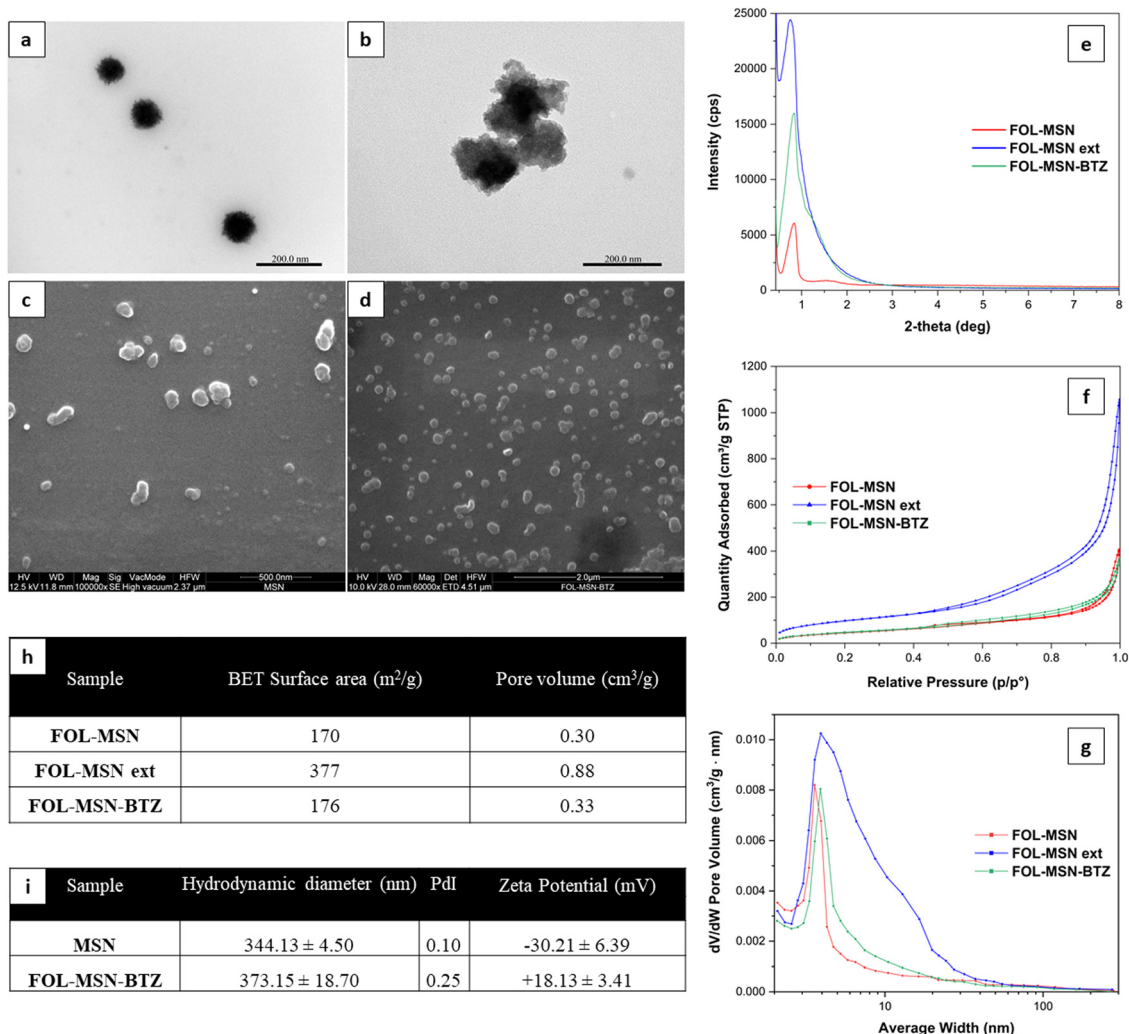 a
200.0 nm
b
200.0 nm
c
HV WD Mag Sig VacMode HFW 500.0nm
12.5 kV 11.8 mm 100000x SE High vacuum 2.37 µm MSN
d
HV WD Mag Det HFW 2.0µm
10.0 kV 28.0 mm 60000x ETD 4.51 µm FOL-MSN-BTZ
e
Intensity (cps)
25000
20000
15000
10000
5000
0
FOL-MSN
FOL-MSN ext
FOL-MSN-BTZ
1 2 3 4 5 6 7 8
2-theta (deg)
f
Quantity Adsorbed (cm³/g STP)
1200
1000
800
600
400
200
0
FOL-MSN
FOL-MSN ext
FOL-MSN-BTZ
0.0 0.2 0.4 0.6 0.8 1.0
Relative Pressure (p/p°)
g
dV/dW Pore Volume (cm³/g · nm)
0.010
0.008
0.006
0.004
0.002
0.000
FOL-MSN
FOL-MSN ext
FOL-MSN-BTZ
10 100
Average Width (nm)
h
Sample BET Surface area (m²/g) Pore volume (cm³/g)
FOL-MSN 170 0.30
FOL-MSN ext 377 0.88
FOL-MSN-BTZ 176 0.33
i
Sample Hydrodynamic diameter (nm) PdI Zeta Potential (mV)
MSN 344.13 ± 4.50 0.10 -30.21 ± 6.39
FOL-MSN-BTZ 373.15 ± 18.70 0.25 +18.13 ± 3.41